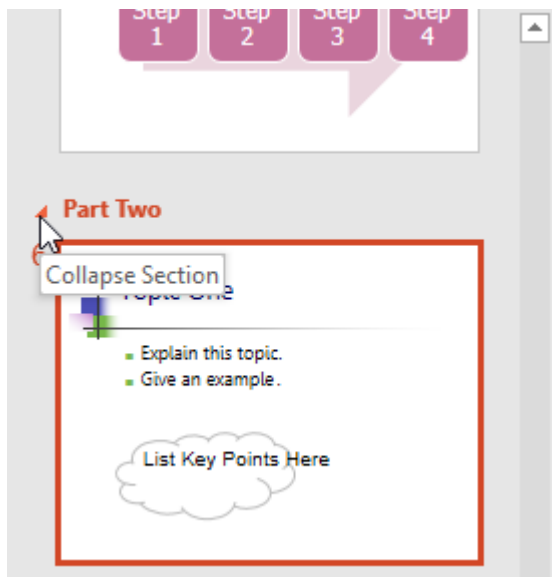 Step Step Step Step
1 2 3 4
Part Two
6
Collapse Section
Topic One
Explain this topic.
Give an example.
List Key Points Here